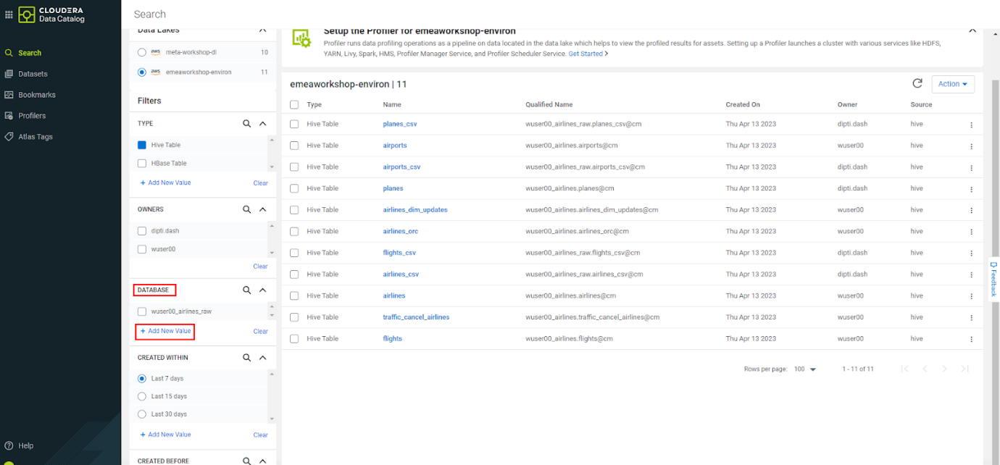 CLOUDERA
Data Catalog
Search
Datasets
Bookmarks
Profilers
Atlas Tags
Help
Search
Data Lakes
aws meta-workshop-dl 10
aws emeaworkshop-environ 11
Filters
TYPE
Hive Table
HBase Table
+ Add New Value Clear
OWNERS
dipti.dash
wuser00
Clear
DATABASE
wuser00_airlines_raw
+ Add New Value Clear
CREATED WITHIN
Last 7 days
Last 15 days
Last 30 days
+ Add New Value Clear
CREATED BEFORE
Setup the Profiler for emeaworkshop-environ
Profiler runs data profiling operations as a pipeline on data located in the data lake which helps to view the profiled results for assets. Setting up a Profiler launches a cluster with various services like HDFS,
YARN, Livy, Spark, HMS, Profiler Manager Service, and Profiler Scheduler Service. Get Started >
emeaworkshop-environ | 11 Action
Type Name Qualified Name Created On Owner Source
Hive Table planes_csv wuser00_airlines_raw.planes_csv@cm Thu Apr 13 2023 dipti.dash hive
Hive Table airports wuser00_airlines.airports@cm Thu Apr 13 2023 wuser00 hive
Hive Table airports_csv wuser00_airlines_raw.airports_csv@cm Thu Apr 13 2023 dipti.dash hive
Hive Table planes wuser00_airlines.planes@cm Thu Apr 13 2023 dipti.dash hive
Hive Table airlines_dim_updates wuser00_airlines.airlines_dim_updates@cm Thu Apr 13 2023 wuser00 hive
Hive Table airlines_orc wuser00_airlines.airlines_orc@cm Thu Apr 13 2023 dipti.dash hive
Hive Table flights_csv wuser00_airlines_raw.flights_csv@cm Thu Apr 13 2023 dipti.dash hive
Hive Table airlines_csv wuser00_airlines_raw.airlines_csv@cm Thu Apr 13 2023 dipti.dash hive
Hive Table airlines wuser00_airlines.airlines@cm Thu Apr 13 2023 wuser00 hive
Hive Table traffic_cancel_airlines wuser00_airlines.traffic_cancel_airlines@cm Thu Apr 13 2023 wuser00 hive
Hive Table flights wuser00_airlines.flights@cm Thu Apr 13 2023 wuser00 hive
Rows per page: 100 1 - 11 of 11
Feedback